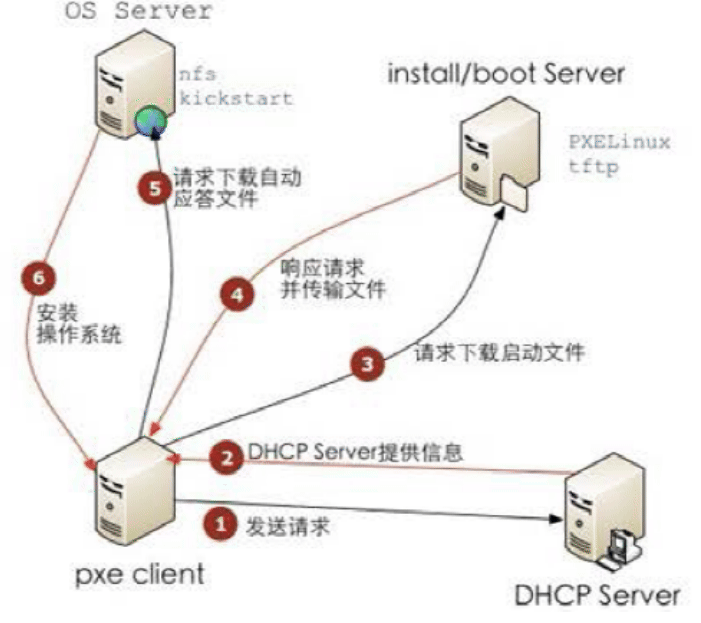 OS Server
nfs
kickstart
install/boot Server
PXELinux
tftp
5
请求下载自动
应答文件
6
安装
操作系统
4
响应请求
并传输文件
3
请求下载启动文件
2
DHCP Server提供信息
1
发送请求
pxe client
DHCP Server